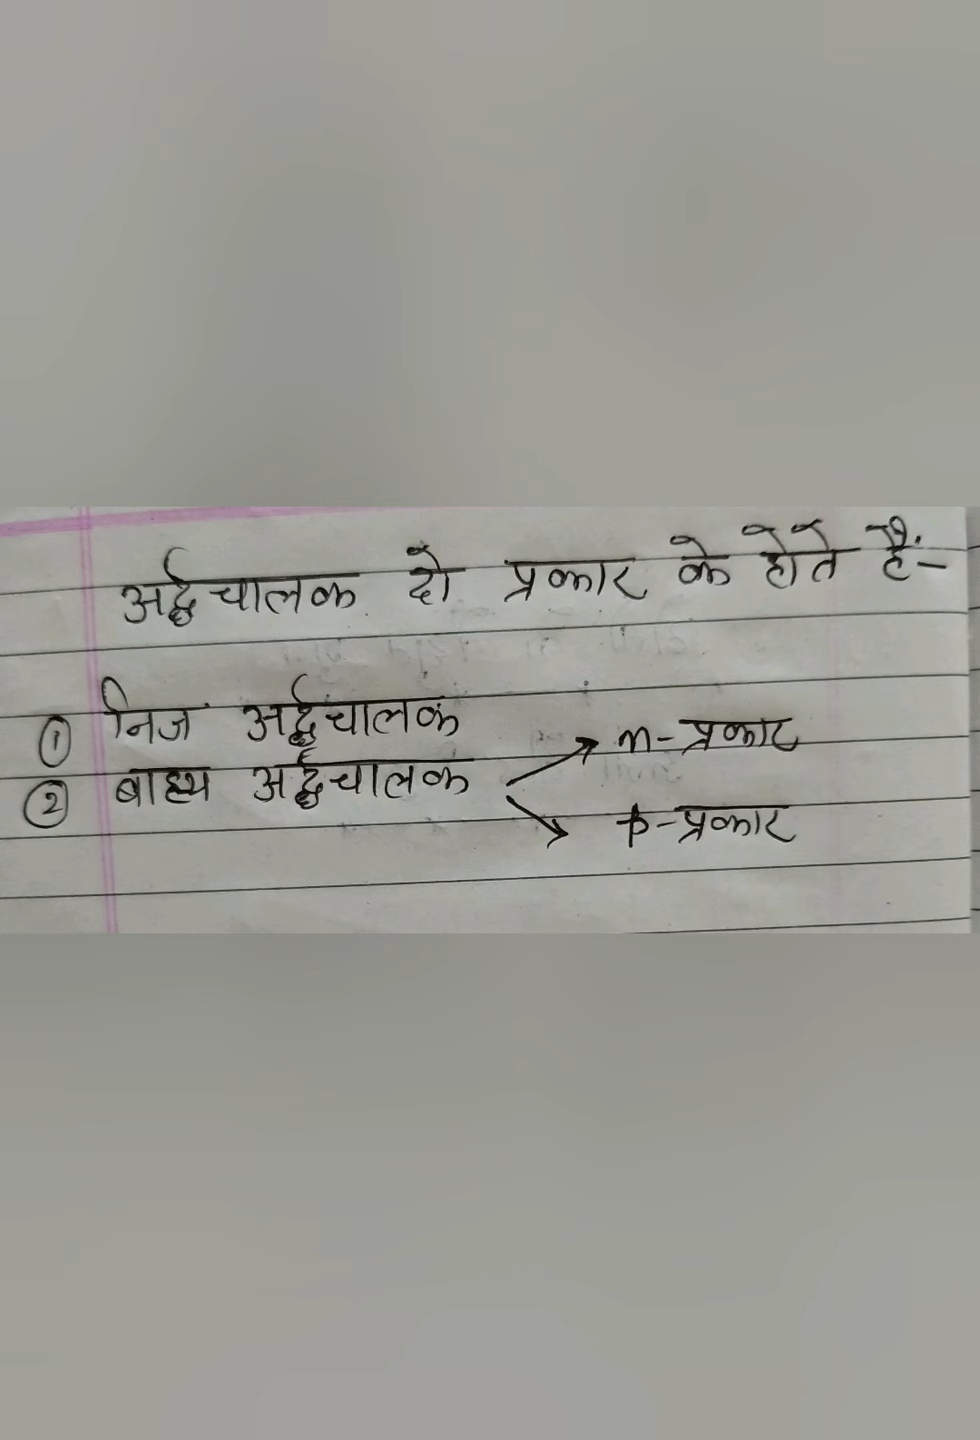 अर्द्धचालक दो प्रकार के होते हैं:-
① निज अर्द्धचालक
② बाह्य अर्द्धचालक → n-प्रकार
→ p-प्रकार